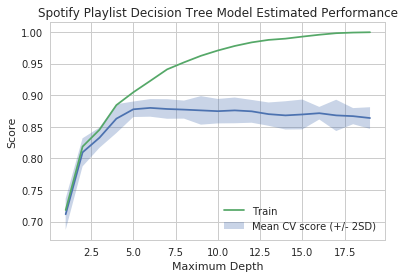 Spotify Playlist Decision Tree Model Estimated Performance
1.00
0.95
0.90
0.85
0.80
0.75
0.70
Score
Train
Mean CV score (+/- 2SD)
2.5 5.0 7.5 10.0 12.5 15.0 17.5
Maximum Depth